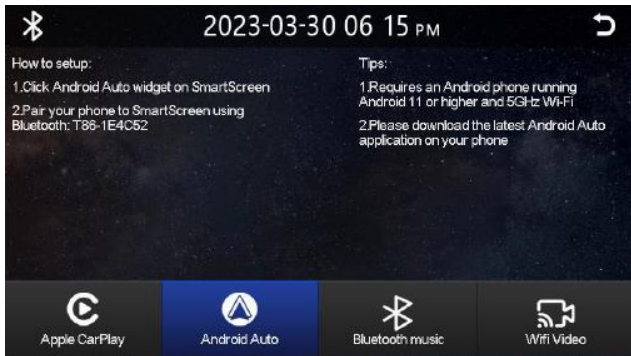 2023-03-30 06 15 PM
How to setup:
1.Click Android Auto widget on SmartScreen
2.Pair your phone to SmartScreen using
Bluetooth: T86-1E4C52
Tips:
1.Requires an Android phone running
Android 11 or higher and 5GHz Wi-Fi
2.Please download the latest Android Auto
application on your phone
Apple CarPlay
Android Auto
Bluetooth music
Wifi Video